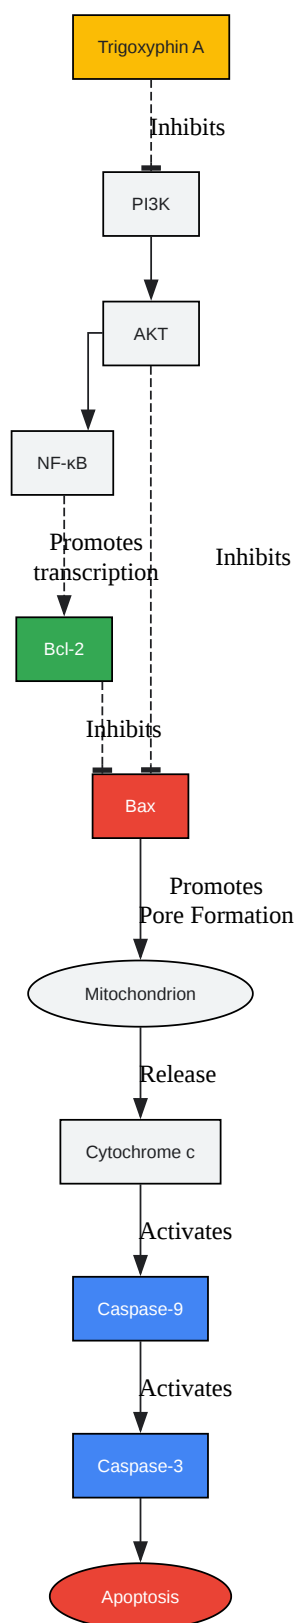 Trigoxyphin A
Inhibits
PI3K
AKT
NF-κB
Promotes
transcription
Inhibits
Bcl-2
Inhibits
Bax
Promotes
Pore Formation
Mitochondrion
Release
Cytochrome c
Activates
Caspase-9
Activates
Caspase-3
Apoptosis